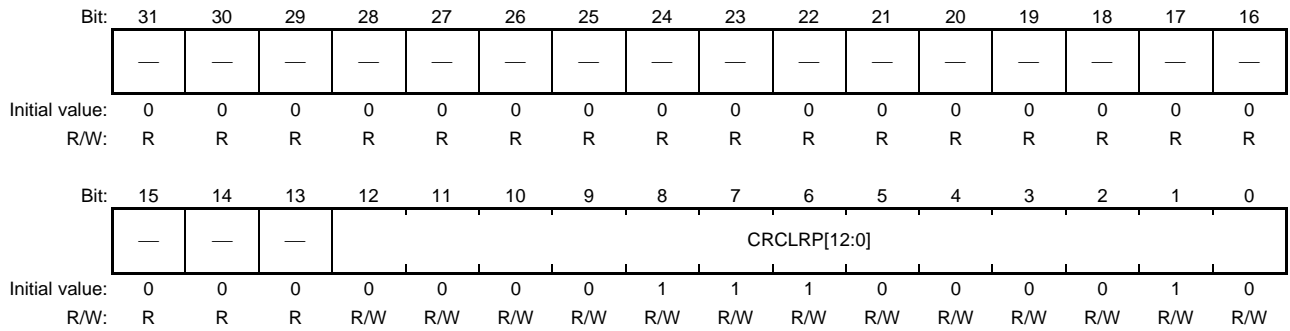 Bit: 31 30 29 28 27 26 25 24 23 22 21 20 19 18 17 16
— — — — — — — — — — — — — — — —
Initial value: 0 0 0 0 0 0 0 0 0 0 0 0 0 0 0 0
R/W: R R R R R R R R R R R R R R R R
Bit: 15 14 13 12 11 10 9 8 7 6 5 4 3 2 1 0
— — — CRCLRP[12:0]
Initial value: 0 0 0 0 0 0 0 1 1 1 0 0 0 0 1 0
R/W: R R R R/W R/W R/W R/W R/W R/W R/W R/W R/W R/W R/W R/W R/W